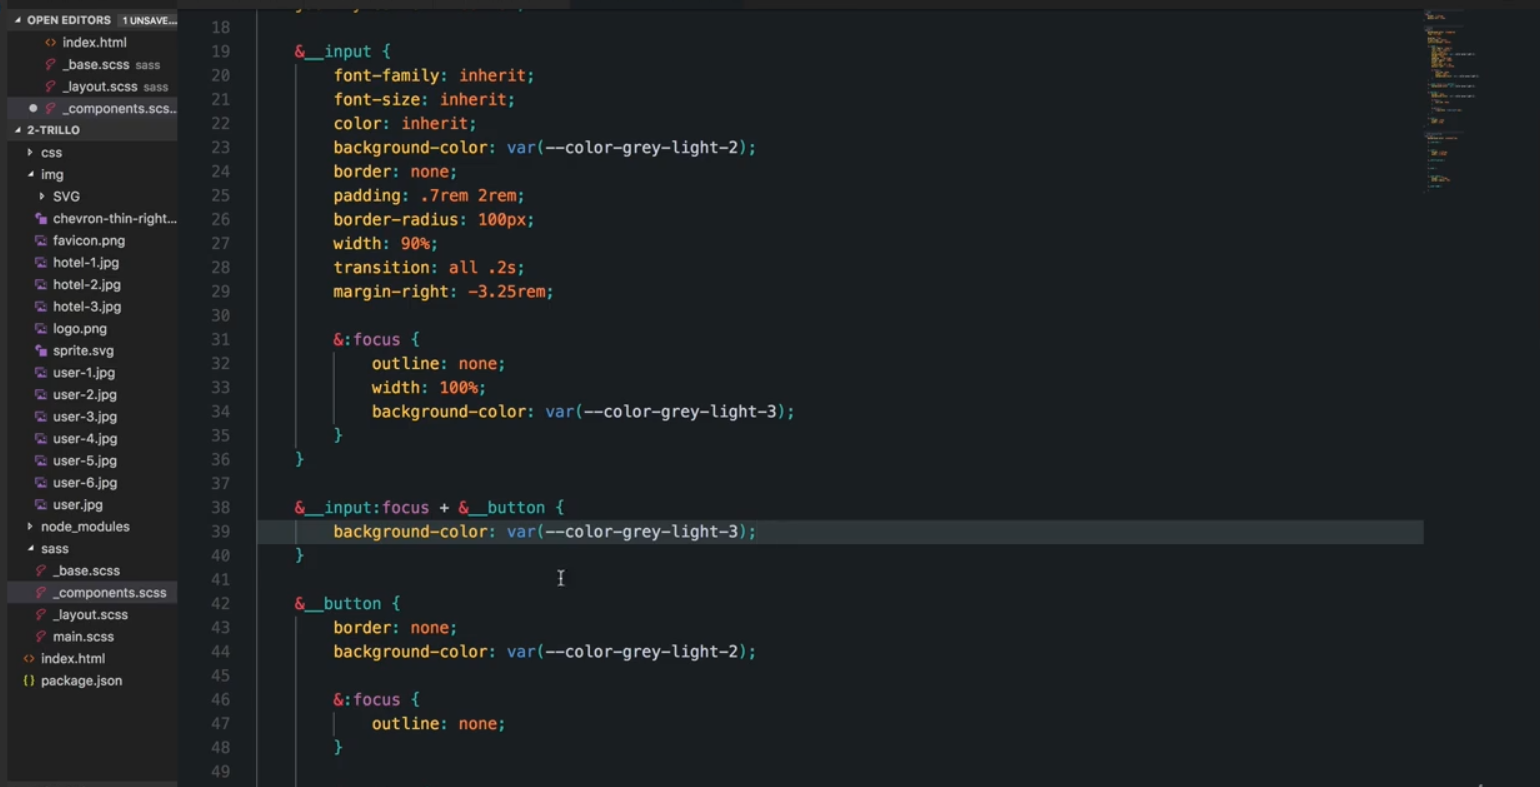 OPEN EDITORS 1 UNSAVE...
index.html
_base.scss sass
_layout.scss sass
_components.scs...
2-TRILLO
css
img
SVG
chevron-thin-right...
favicon.png
hotel-1.jpg
hotel-2.jpg
hotel-3.jpg
logo.png
sprite.svg
user-1.jpg
user-2.jpg
user-3.jpg
user-4.jpg
user-5.jpg
user-6.jpg
user.jpg
node_modules
sass
_base.scss
_components.scss
_layout.scss
main.scss
index.html
package.json
18
19 &__input {
20 font-family: inherit;
21 font-size: inherit;
22 color: inherit;
23 background-color: var(--color-grey-light-2);
24 border: none;
25 padding: .7rem 2rem;
26 border-radius: 100px;
27 width: 90%;
28 transition: all .2s;
29 margin-right: -3.25rem;
30
31 &:focus {
32 outline: none;
33 width: 100%;
34 background-color: var(--color-grey-light-3);
35 }
36 }
37
38 &__input:focus + &__button {
39 background-color: var(--color-grey-light-3);
40 }
41
42 &__button {
43 border: none;
44 background-color: var(--color-grey-light-2);
45
46 &:focus {
47 outline: none;
48 }
49